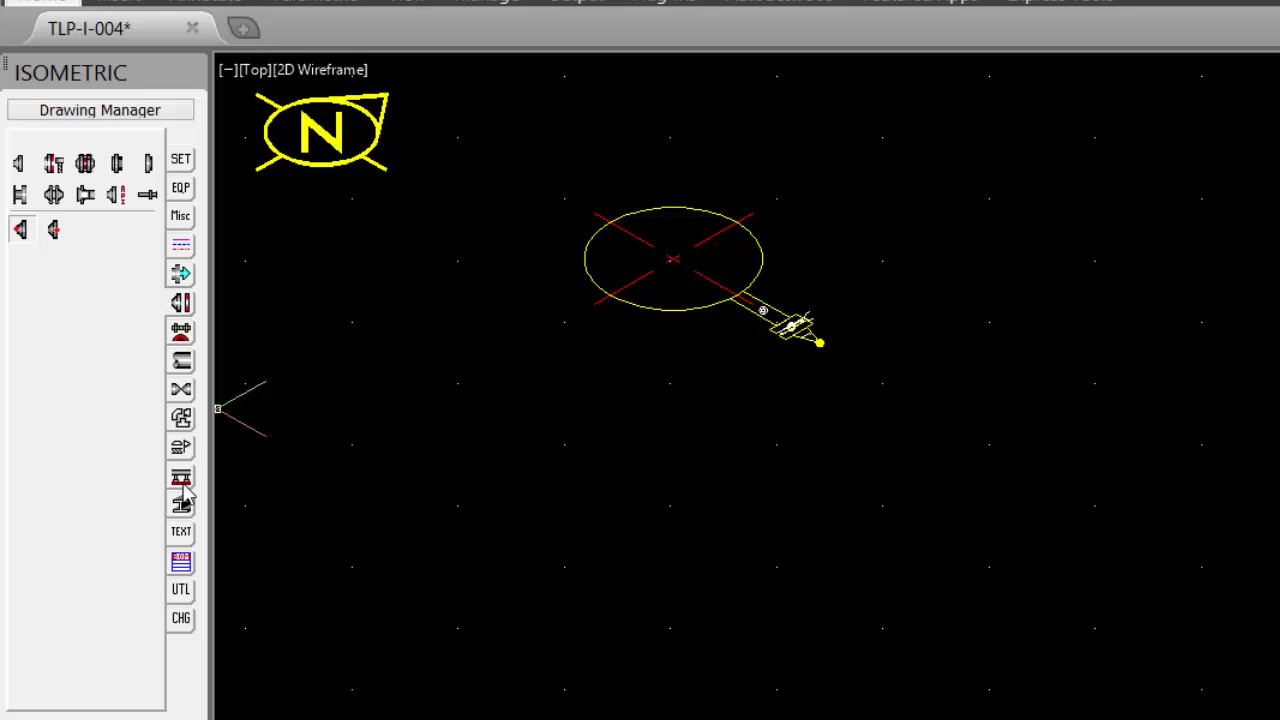 TLP-I-004*
ISOMETRIC
[−][Top][2D Wireframe]
Drawing Manager
N
SET
EQP
Misc
TEXT
UTL
CHG